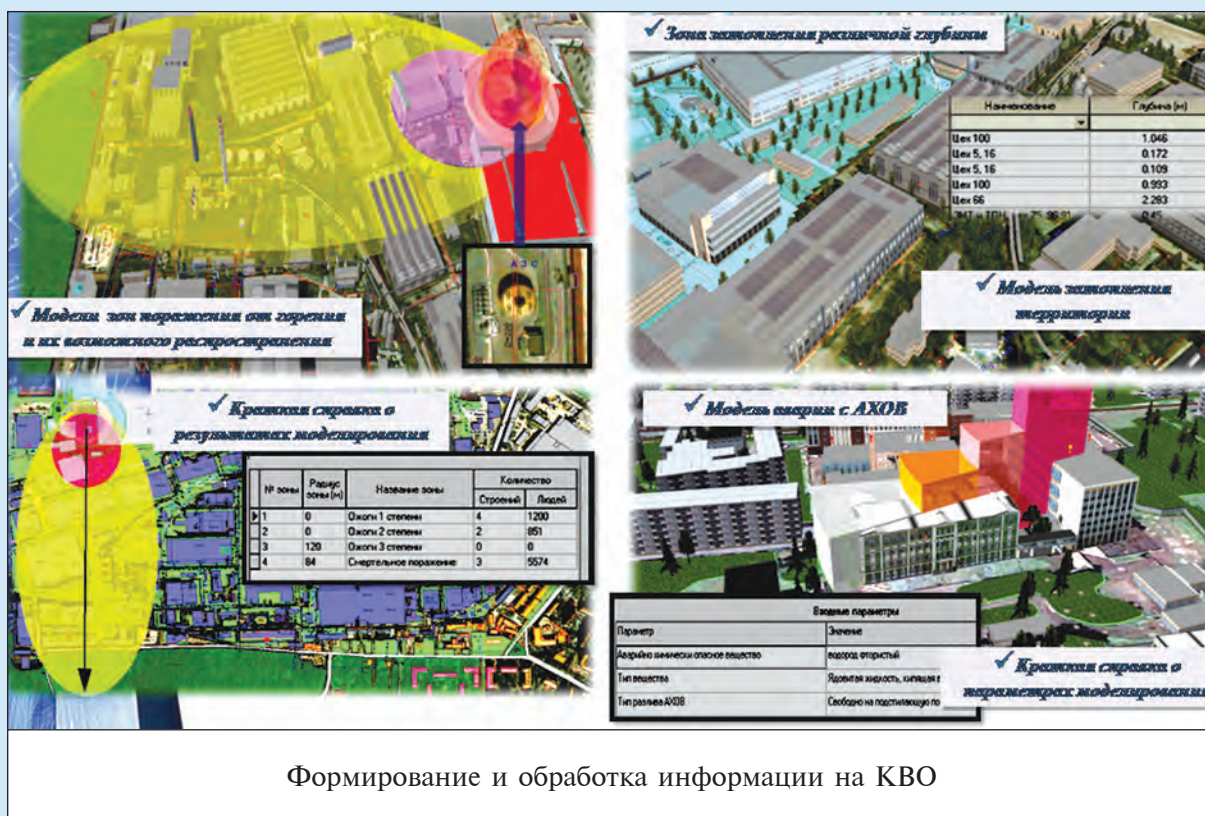 ✓ Модели зон поражения от горения
и их возможного распространения
А З С
✓ Зона затопления различной глубины
Наименование Глубина (м)
Цех 100 1.046
Цех 5, 16 0.172
Цех 5, 16 0.109
Цех 100 0.993
Цех 66 2.283
✓ Модель затопления
территории
✓ Краткая справка о
результатах моделирования
№ зоны Радиус зоны (м) Название зоны Количество
Строений Людей
1 0 Ожоги 1 степени 4 1200
2 0 Ожоги 2 степени 2 851
3 120 Ожоги 3 степени 0 0
4 84 Смертельное поражение 3 5574
✓ Модель аварии с АХОВ
Входные параметры
Параметр Значение
Аварийно химически опасное вещество водород фтористый
Тип вещества Ядовитая жидкость, кипящая в
Тип разлива АХОВ Свободно на подстилающую по
✓ Краткая справка о
параметрах моделирования
Формирование и обработка информации на КВО